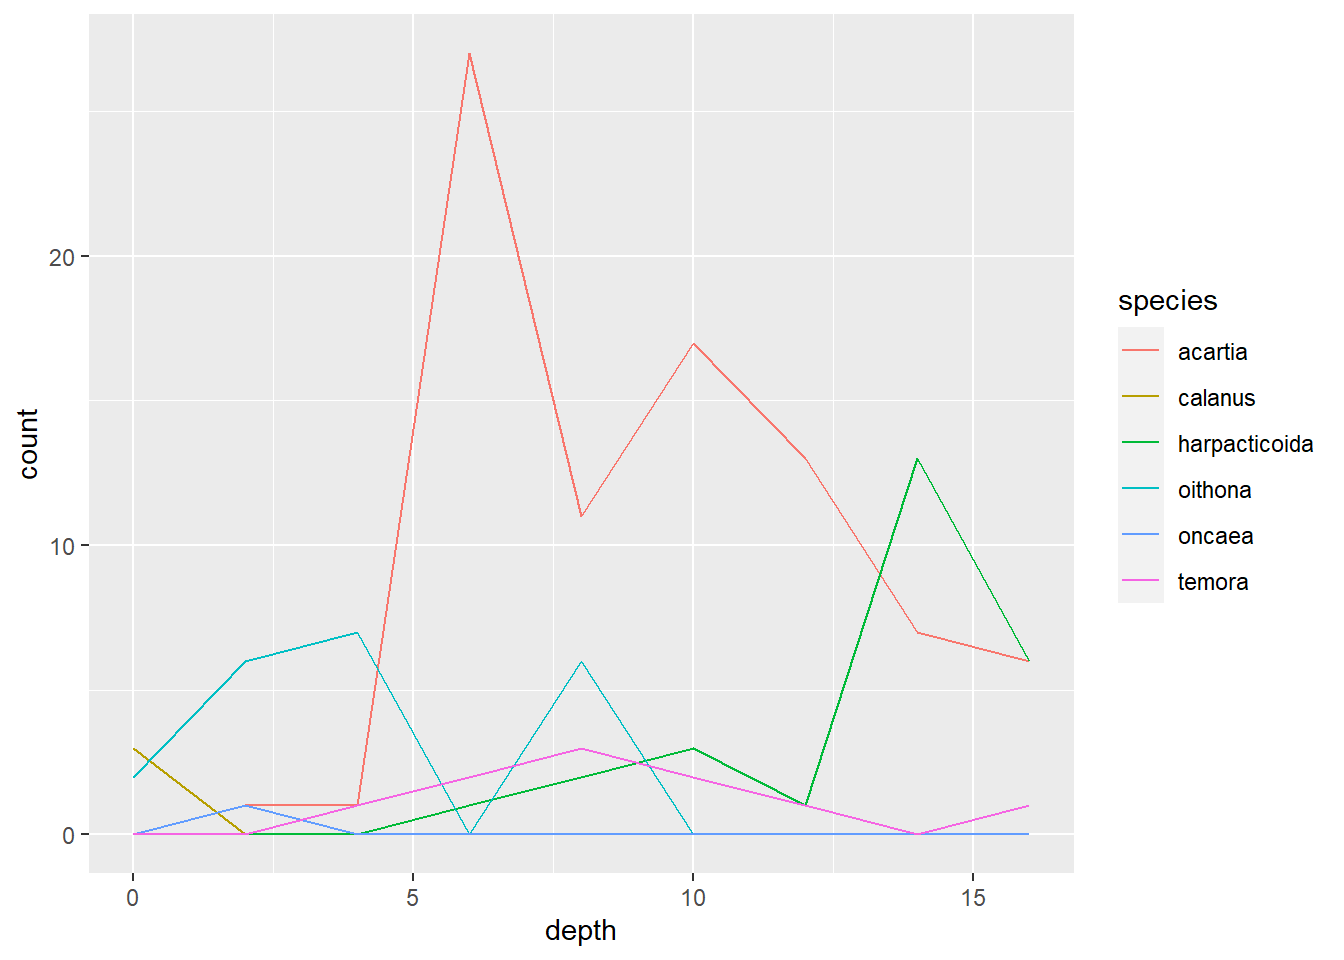 20
10
0
count
0 5 10 15
depth
species
acartia
calanus
harpacticoida
oithona
oncaea
temora